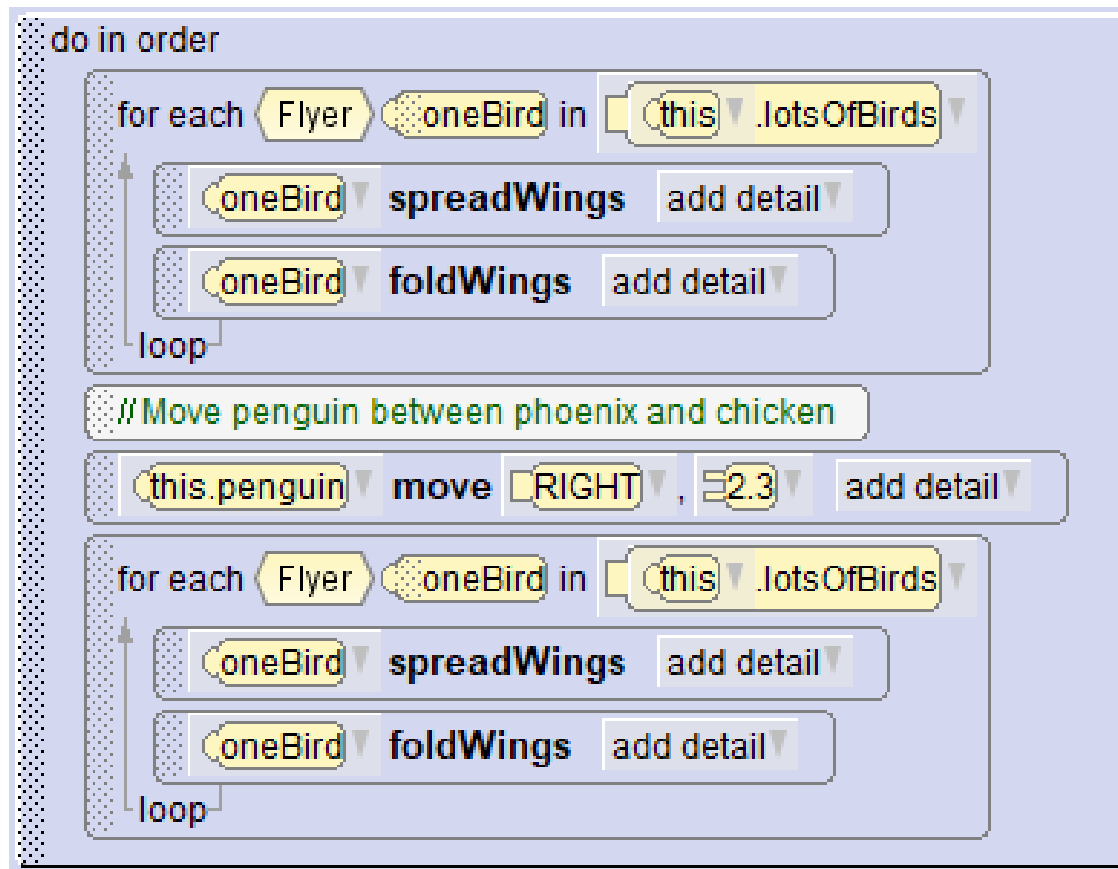 do in order
for each Flyer oneBird in this .lotsOfBirds
oneBird spreadWings add detail
oneBird foldWings add detail
loop
// Move penguin between phoenix and chicken
this.penguin move RIGHT , 2.3 add detail
for each Flyer oneBird in this .lotsOfBirds
oneBird spreadWings add detail
oneBird foldWings add detail
loop